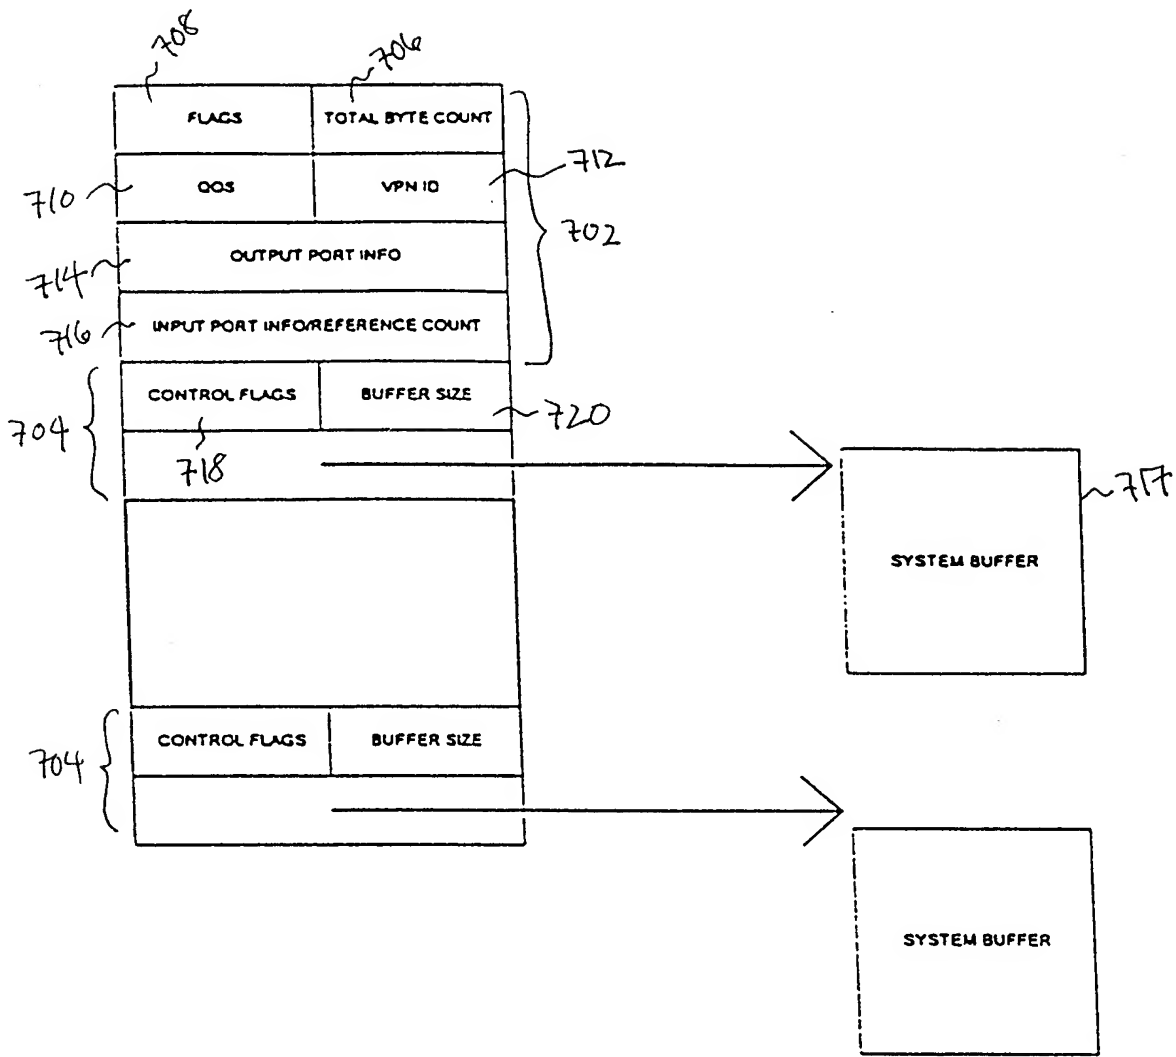 708 706
FLAGS TOTAL BYTE COUNT
710 QOS VPN ID 712
702
714 OUTPUT PORT INFO
716 INPUT PORT INFO/REFERENCE COUNT
704 CONTROL FLAGS BUFFER SIZE 720
718
717
SYSTEM BUFFER
704 CONTROL FLAGS BUFFER SIZE
SYSTEM BUFFER